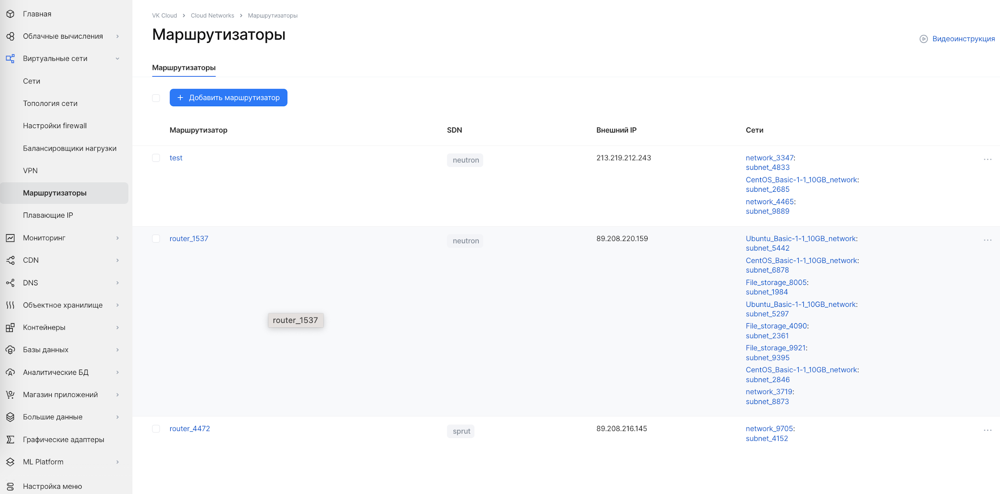 Главная
Облачные вычисления
Виртуальные сети
Сети
Топология сети
Настройки firewall
Балансировщики нагрузки
VPN
Маршрутизаторы
Плавающие IP
Мониторинг
CDN
DNS
Объектное хранилище
Контейнеры
Базы данных
Аналитические БД
Магазин приложений
Большие данные
Графические адаптеры
ML Platform
Настройка меню
VK Cloud > Cloud Networks > Маршрутизаторы
Маршрутизаторы
Видеоинструкция
Маршрутизаторы
+ Добавить маршрутизатор
Маршрутизатор SDN Внешний IP Сети
test neutron 213.219.212.243 network_3347:
subnet_4833
CentOS_Basic-1-1_10GB_network:
subnet_2685
network_4465:
subnet_9889
router_1537 neutron 89.208.220.159 Ubuntu_Basic-1-1_10GB_network:
subnet_5442
CentOS_Basic-1-1_10GB_network:
subnet_6878
File_storage_8005:
subnet_1984
Ubuntu_Basic-1-1_10GB_network:
subnet_5297
router_1537
File_storage_4090:
subnet_2361
File_storage_9921:
subnet_9395
CentOS_Basic-1-1_10GB_network:
subnet_2846
network_3719:
subnet_8873
router_4472 sprut 89.208.216.145 network_9705:
subnet_4152